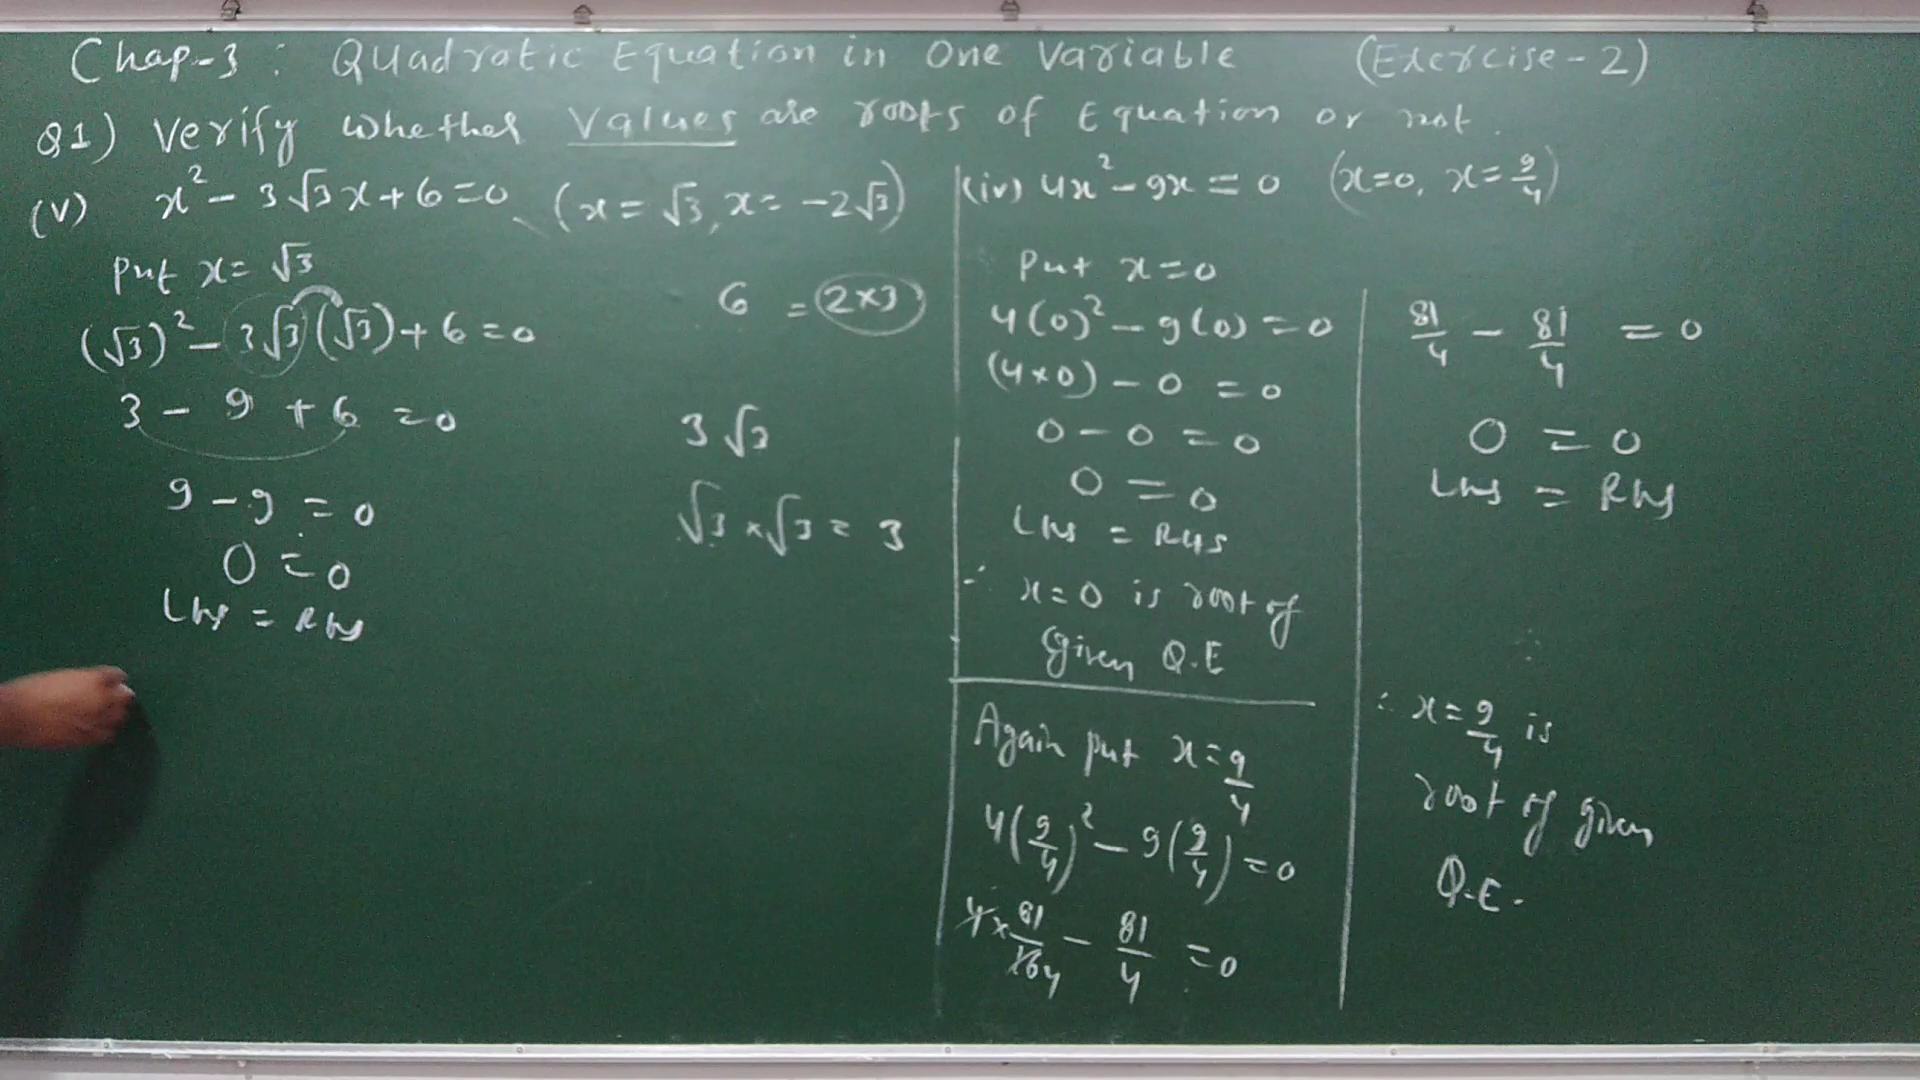 Chap-3 : Quadratic Equation in One Variable (Exercise-2)
Q1) Verify whether values are roots of Equation or not.
(V) x² - 3√3x + 6 = 0 (x = √3, x = -2√3)
Put x = √3
(√3)² - 3√3(√3) + 6 = 0
3 - 9 + 6 = 0
9 - 9 = 0
0 = 0
LHS = RHS
6 = 2×3
3√3
√3 × √3 = 3
(iv) 4x² - 9x = 0 (x=0, x=9/4)
Put x = 0
4(0)² - 9(0) = 0
(4×0) - 0 = 0
0 - 0 = 0
0 = 0
LHS = RHS
∴ x=0 is root of
Given Q.E
Again put x = 9/4
4(9/4)² - 9(9/4) = 0
4 × 81/16 4 - 81/4 = 0
81/4 - 81/4 = 0
0 = 0
LHS = RHS
∴ x = 9/4 is
root of given
Q.E.